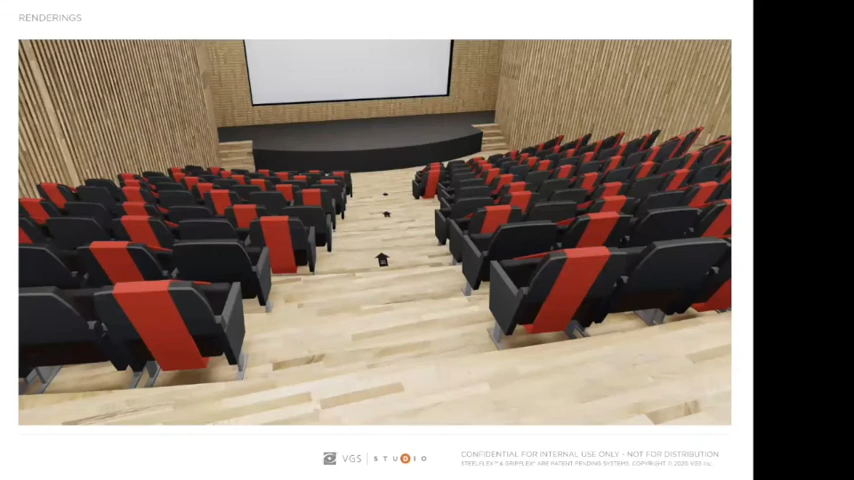 RENDERINGS
VGS | STUDIO
CONFIDENTIAL FOR INTERNAL USE ONLY - NOT FOR DISTRIBUTION
STEELFLEX™ & GRIPFLEX™ ARE PATENT PENDING SYSTEMS. COPYRIGHT © 2020 VGS Inc.